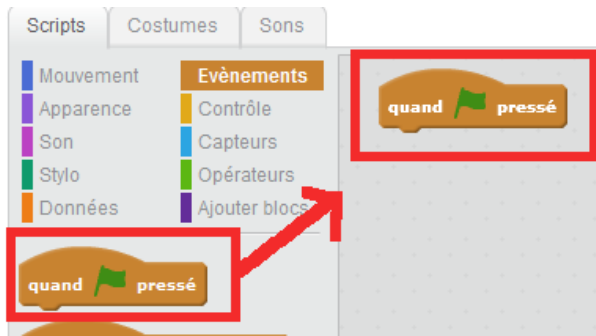 Scripts
Costumes
Sons
Mouvement
Evènements
Apparence
Contrôle
Son
Capteurs
Stylo
Opérateurs
Données
Ajouter blocs
quand pressé
quand pressé